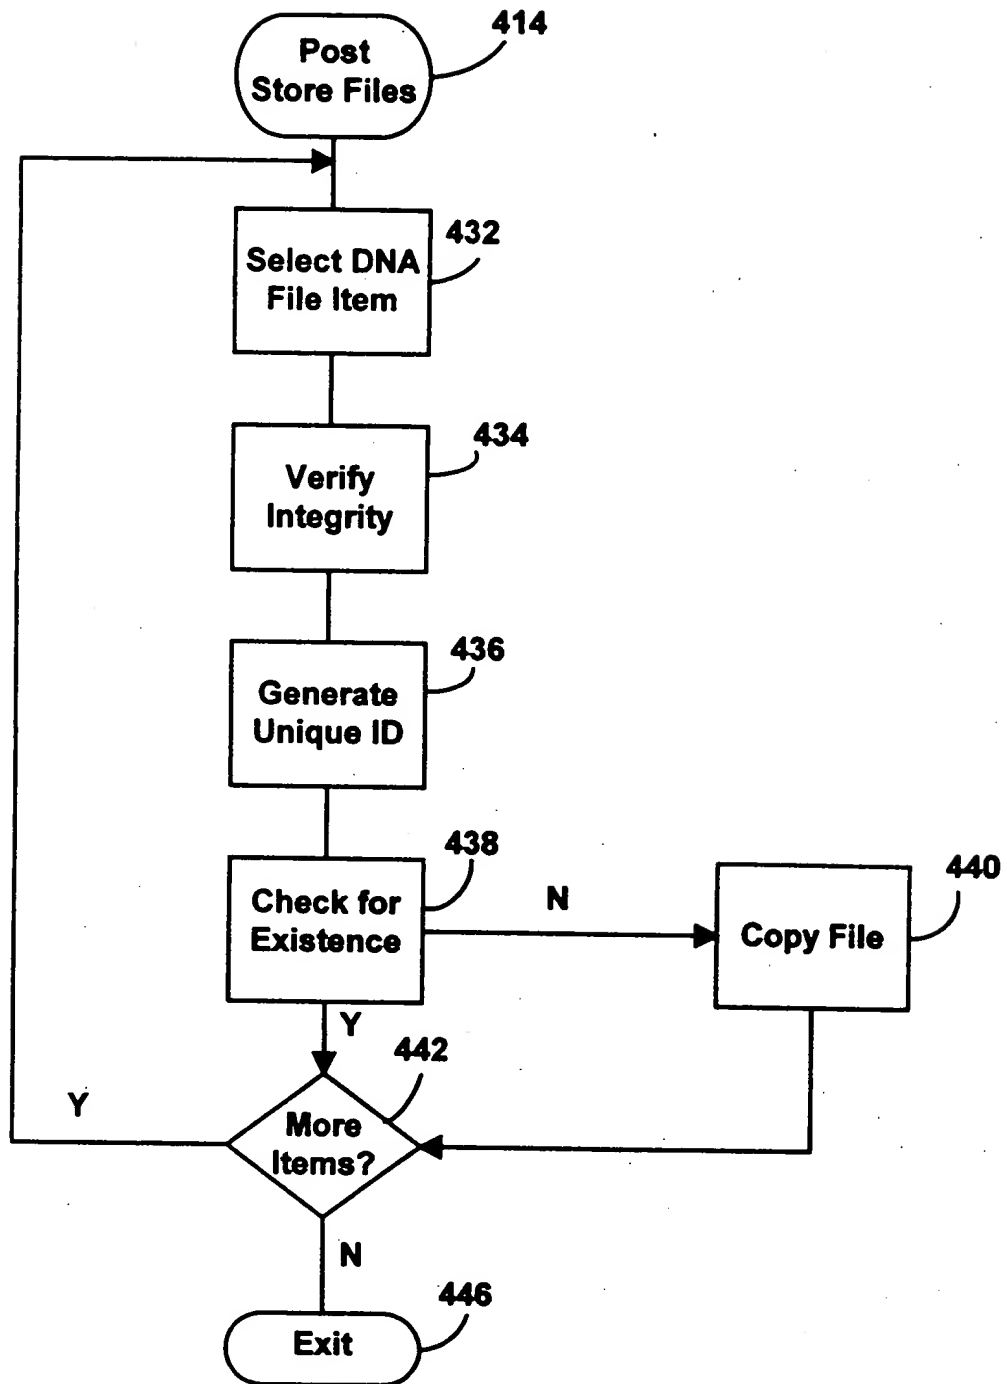 414
Post
Store Files
432
Select DNA
File Item
434
Verify
Integrity
436
Generate
Unique ID
438
Check for
Existence
N
440
Copy File
Y
442
Y
More
Items?
N
446
Exit